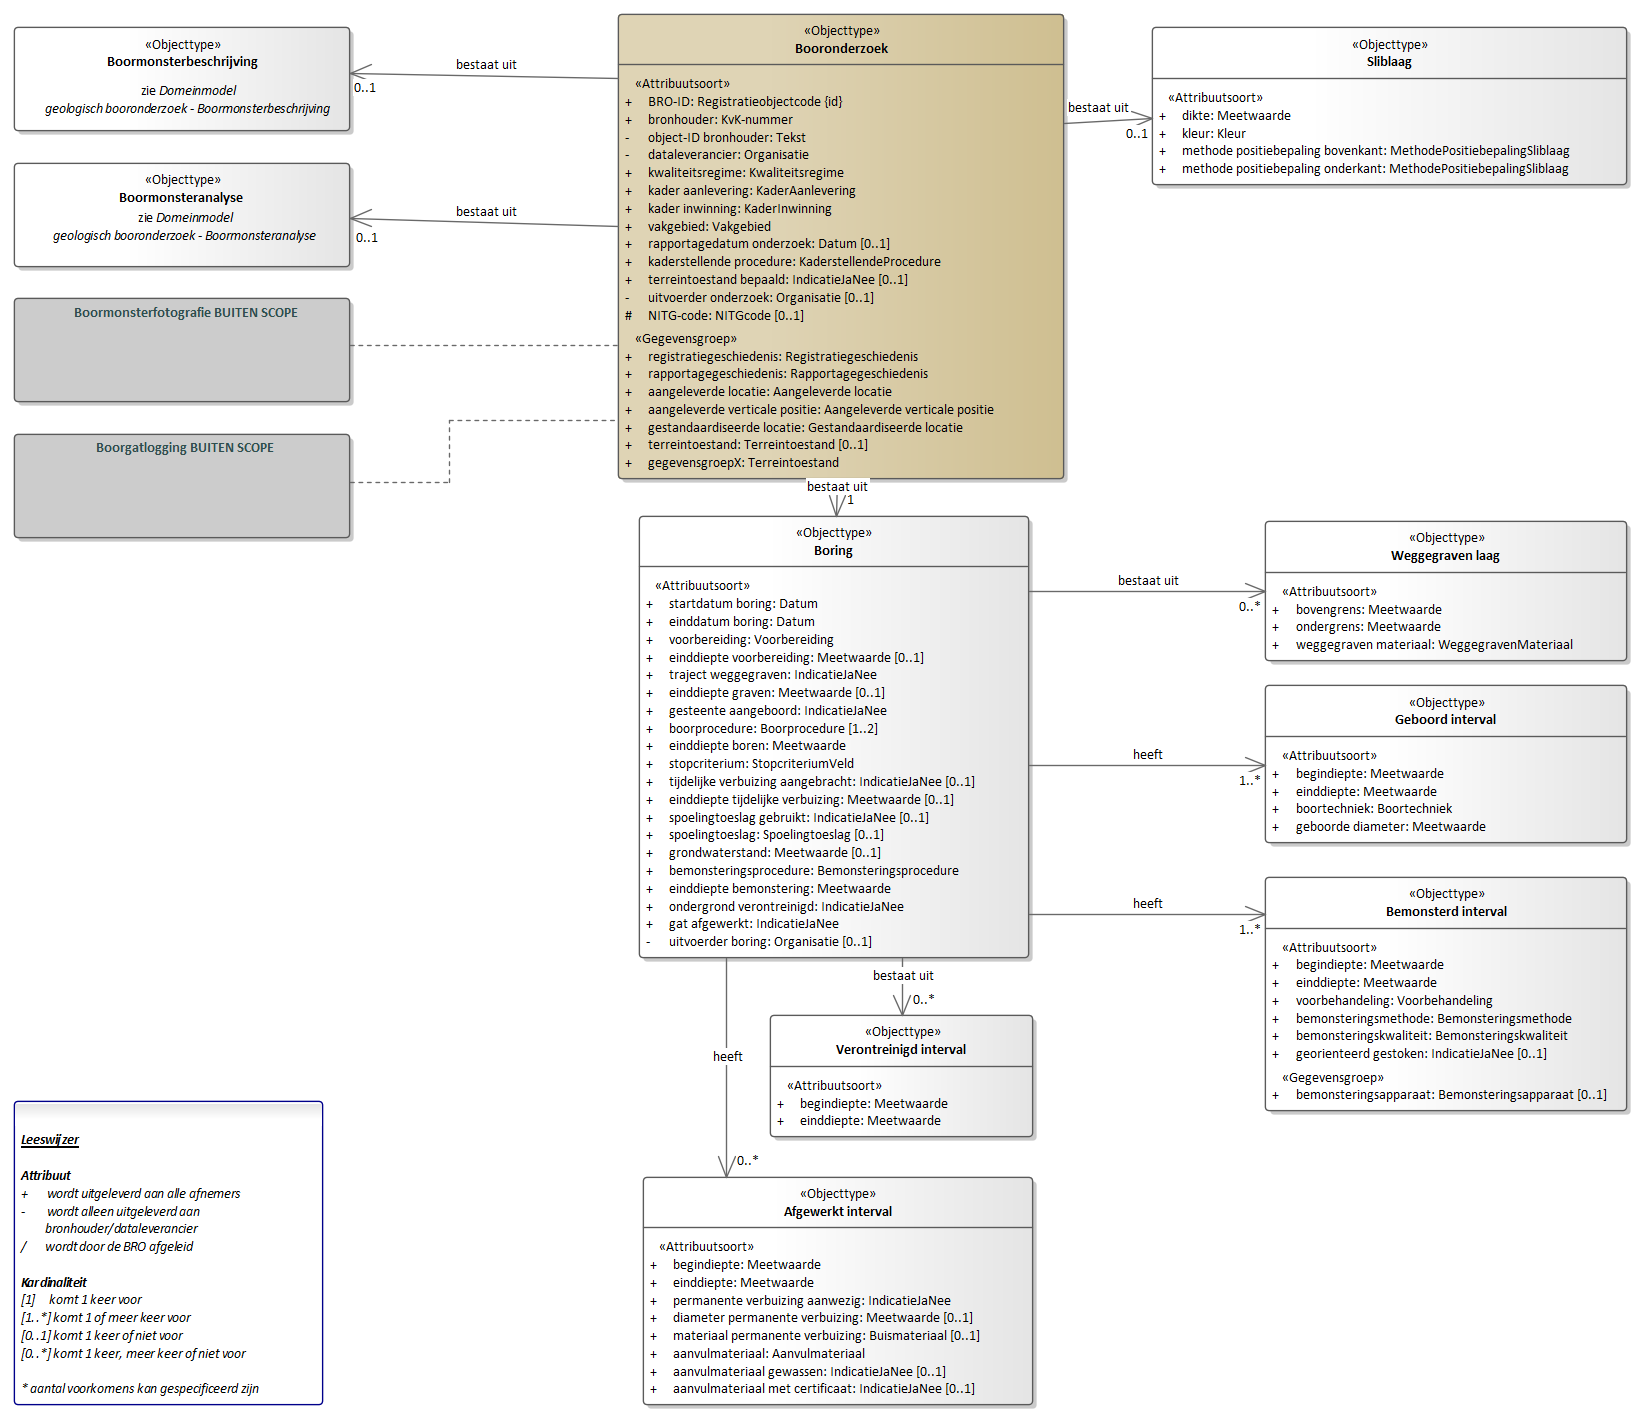 «Objecttype»
Boormonsterbeschrijving
zie Domeinmodel
geologisch booronderzoek - Boormonsterbeschrijving
bestaat uit
0..1
«Objecttype»
Boormonsteranalyse
zie Domeinmodel
geologisch booronderzoek - Boormonsteranalyse
bestaat uit
0..1
Boormonsterfotografie BUITEN SCOPE
Boorgatlogging BUITEN SCOPE
«Objecttype»
Booronderzoek
«Attribuutsoort»
+ BRO-ID: Registratieobjectcode {id}
+ bronhouder: KvK-nummer
- object-ID bronhouder: Tekst
- dataleverancier: Organisatie
+ kwaliteitsregime: Kwaliteitsregime
+ kader aanlevering: KaderAanlevering
+ kader inwinning: KaderInwinning
+ vakgebied: Vakgebied
+ rapportagedatum onderzoek: Datum [0..1]
+ kaderstellende procedure: KaderstellendeProcedure
+ terreintoestand bepaald: IndicatieJaNee [0..1]
- uitvoerder onderzoek: Organisatie [0..1]
# NITG-code: NITGcode [0..1]
«Gegevensgroep»
+ registratiegeschiedenis: Registratiegeschiedenis
+ rapportagegeschiedenis: Rapportagegeschiedenis
+ aangeleverde locatie: Aangeleverde locatie
+ aangeleverde verticale positie: Aangeleverde verticale positie
+ gestandaardiseerde locatie: Gestandaardiseerde locatie
+ terreintoestand: Terreintoestand [0..1]
+ gegevensgroepX: Terreintoestand
bestaat uit
0..1
«Objecttype»
Sliblaag
«Attribuutsoort»
+ dikte: Meetwaarde
+ kleur: Kleur
+ methode positiebepaling bovenkant: MethodePositiebepalingSliblaag
+ methode positiebepaling onderkant: MethodePositiebepalingSliblaag
bestaat uit
1
«Objecttype»
Boring
«Attribuutsoort»
+ startdatum boring: Datum
+ einddatum boring: Datum
+ voorbereiding: Voorbereiding
+ einddiepte voorbereiding: Meetwaarde [0..1]
+ traject weggegraven: IndicatieJaNee
+ einddiepte graven: Meetwaarde [0..1]
+ gesteente aangeboord: IndicatieJaNee
+ boorprocedure: Boorprocedure [1..2]
+ einddiepte boren: Meetwaarde
+ stopcriterium: StopcriteriumVeld
+ tijdelijke verbuizing aangebracht: IndicatieJaNee [0..1]
+ einddiepte tijdelijke verbuizing: Meetwaarde [0..1]
+ spoelingtoeslag gebruikt: IndicatieJaNee [0..1]
+ spoelingtoeslag: Spoelingtoeslag [0..1]
+ grondwaterstand: Meetwaarde [0..1]
+ bemonsteringsprocedure: Bemonsteringsprocedure
+ einddiepte bemonstering: Meetwaarde
+ ondergrond verontreinigd: IndicatieJaNee
+ gat afgewerkt: IndicatieJaNee
- uitvoerder boring: Organisatie [0..1]
bestaat uit
0..*
«Objecttype»
Weggegraven laag
«Attribuutsoort»
+ bovengrens: Meetwaarde
+ ondergrens: Meetwaarde
+ weggegraven materiaal: WeggegravenMateriaal
heeft
1..*
«Objecttype»
Geboord interval
«Attribuutsoort»
+ begindiepte: Meetwaarde
+ einddiepte: Meetwaarde
+ boortechniek: Boortechniek
+ geboorde diameter: Meetwaarde
heeft
1..*
«Objecttype»
Bemonsterd interval
«Attribuutsoort»
+ begindiepte: Meetwaarde
+ einddiepte: Meetwaarde
+ voorbehandeling: Voorbehandeling
+ bemonsteringsmethode: Bemonsteringsmethode
+ bemonsteringskwaliteit: Bemonsteringskwaliteit
+ georienteerd gestoken: IndicatieJaNee [0..1]
«Gegevensgroep»
+ bemonsteringsapparaat: Bemonsteringsapparaat [0..1]
bestaat uit
0..*
«Objecttype»
Verontreinigd interval
«Attribuutsoort»
+ begindiepte: Meetwaarde
+ einddiepte: Meetwaarde
heeft
0..*
«Objecttype»
Afgewerkt interval
«Attribuutsoort»
+ begindiepte: Meetwaarde
+ einddiepte: Meetwaarde
+ permanente verbuizing aanwezig: IndicatieJaNee
+ diameter permanente verbuizing: Meetwaarde [0..1]
+ materiaal permanente verbuizing: Buismateriaal [0..1]
+ aanvulmateriaal: Aanvulmateriaal
+ aanvulmateriaal gewassen: IndicatieJaNee [0..1]
+ aanvulmateriaal met certificaat: IndicatieJaNee [0..1]
Leeswijzer
Attribuut
+ wordt uitgeleverd aan alle afnemers
- wordt alleen uitgeleverd aan
bronhouder/dataleverancier
/ wordt door de BRO afgeleid
Kardinaliteit
[1] komt 1 keer voor
[1..*] komt 1 of meer keer voor
[0..1] komt 1 keer of niet voor
[0..*] komt 1 keer, meer keer of niet voor
* aantal voorkomens kan gespecificeerd zijn